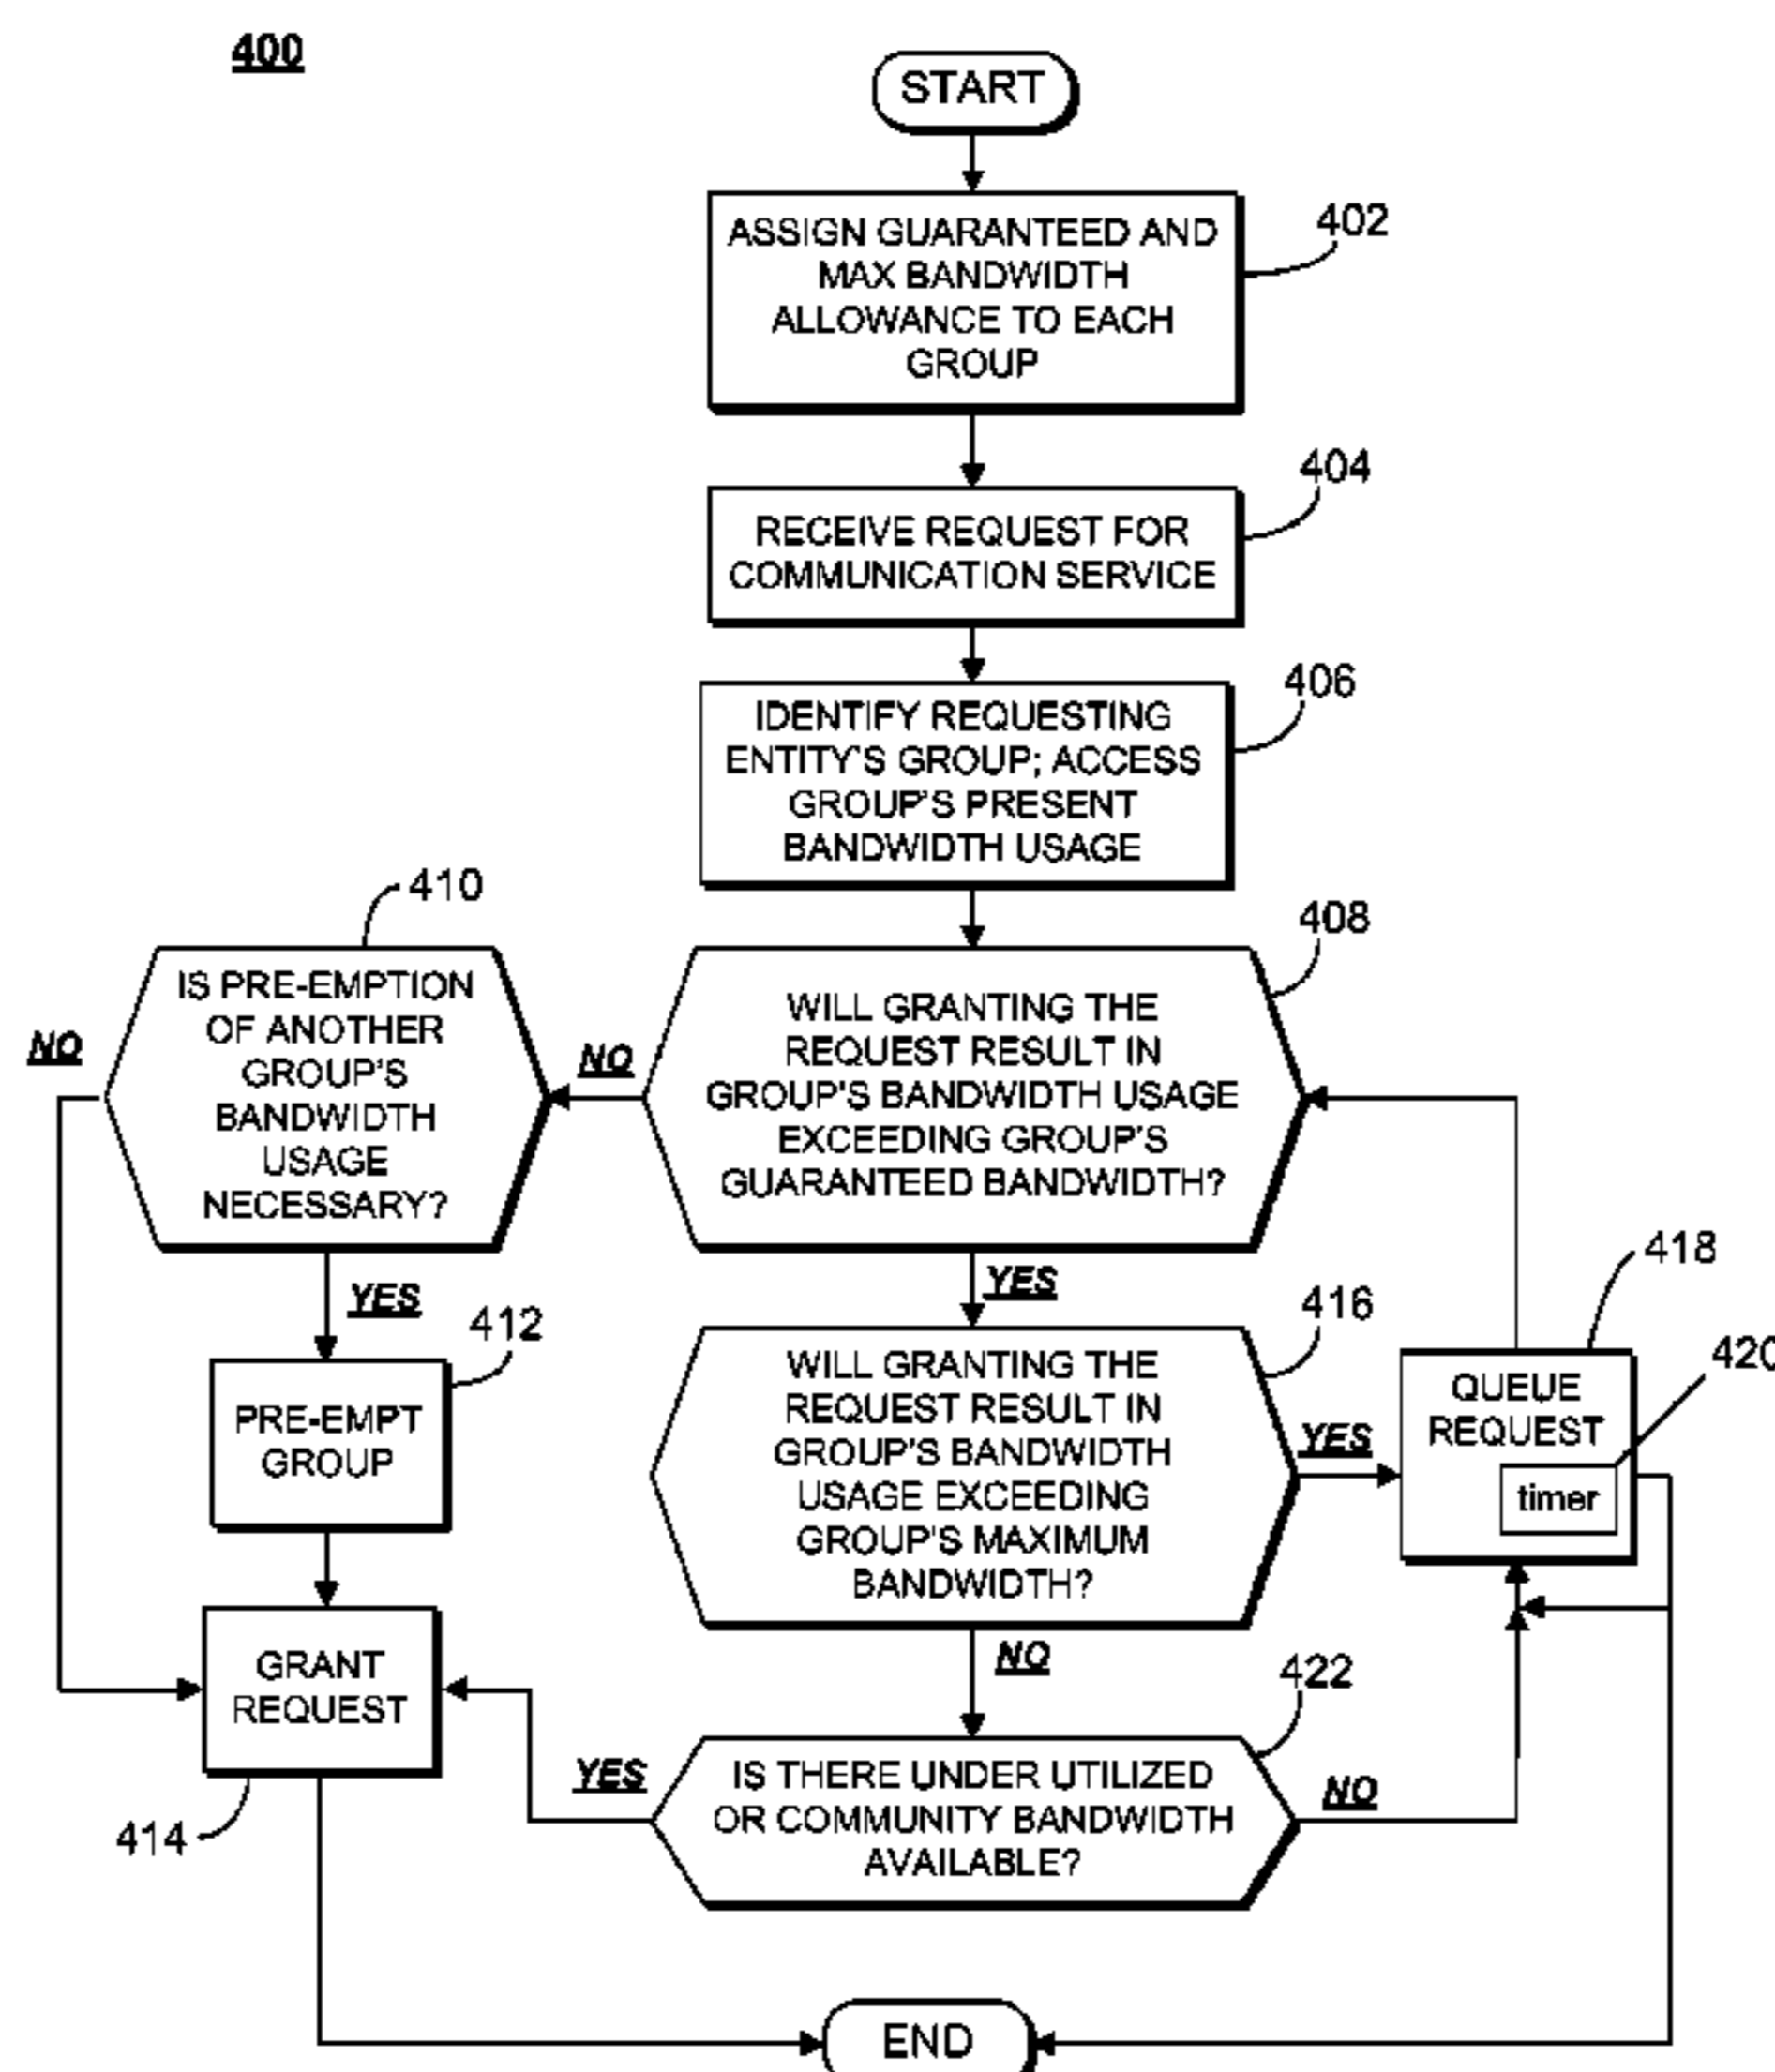 400
START
ASSIGN GUARANTEED AND
MAX BANDWIDTH
ALLOWANCE TO EACH
GROUP
402
RECEIVE REQUEST FOR
COMMUNICATION SERVICE
404
IDENTIFY REQUESTING
ENTITY'S GROUP; ACCESS
GROUP'S PRESENT
BANDWIDTH USAGE
406
410
IS PRE-EMPTION
OF ANOTHER
GROUP'S
BANDWIDTH
USAGE
NECESSARY?
NO
NO
408
WILL GRANTING THE
REQUEST RESULT IN
GROUP'S BANDWIDTH USAGE
EXCEEDING GROUP'S
GUARANTEED BANDWIDTH?
YES
YES
412
PRE-EMPT
GROUP
416
WILL GRANTING THE
REQUEST RESULT IN
GROUP'S BANDWIDTH
USAGE EXCEEDING
GROUP'S MAXIMUM
BANDWIDTH?
YES
418
420
QUEUE
REQUEST
timer
NO
GRANT
REQUEST
414
YES
422
IS THERE UNDER UTILIZED
OR COMMUNITY BANDWIDTH
AVAILABLE?
NO
END